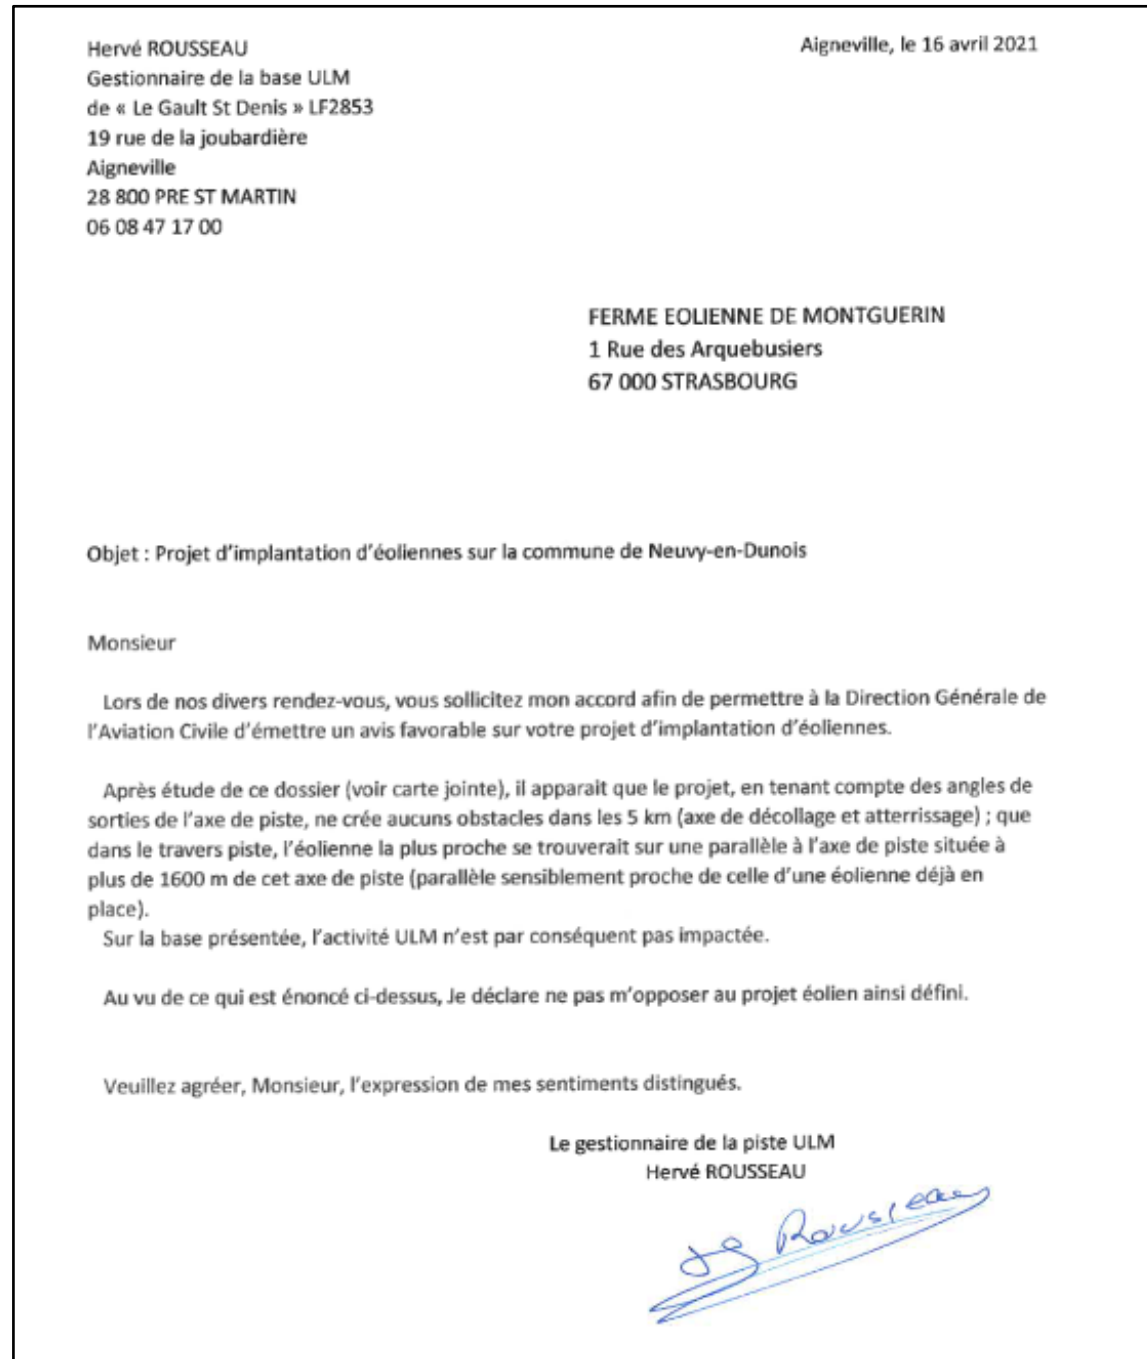 Hervé ROUSSEAU
Gestionnaire de la base ULM
de « Le Gault St Denis » LF2853
19 rue de la joubardière
Aigneville
28 800 PRE ST MARTIN
06 08 47 17 00
Aigneville, le 16 avril 2021
FERME EOLIENNE DE MONTGUERIN
1 Rue des Arquebusiers
67 000 STRASBOURG
Objet : Projet d'implantation d'éoliennes sur la commune de Neuvy-en-Dunois
Monsieur
Lors de nos divers rendez-vous, vous sollicitez mon accord afin de permettre à la Direction Générale de
l'Aviation Civile d'émettre un avis favorable sur votre projet d'implantation d'éoliennes.
Après étude de ce dossier (voir carte jointe), il apparait que le projet, en tenant compte des angles de
sorties de l'axe de piste, ne crée aucuns obstacles dans les 5 km (axe de décollage et atterrissage) ; que
dans le travers piste, l'éolienne la plus proche se trouverait sur une parallèle à l'axe de piste située à
plus de 1600 m de cet axe de piste (parallèle sensiblement proche de celle d'une éolienne déjà en
place).
Sur la base présentée, l'activité ULM n'est par conséquent pas impactée.
Au vu de ce qui est énoncé ci-dessus, Je déclare ne pas m'opposer au projet éolien ainsi défini.
Veuillez agréer, Monsieur, l'expression de mes sentiments distingués.
Le gestionnaire de la piste ULM
Hervé ROUSSEAU
Rousseau